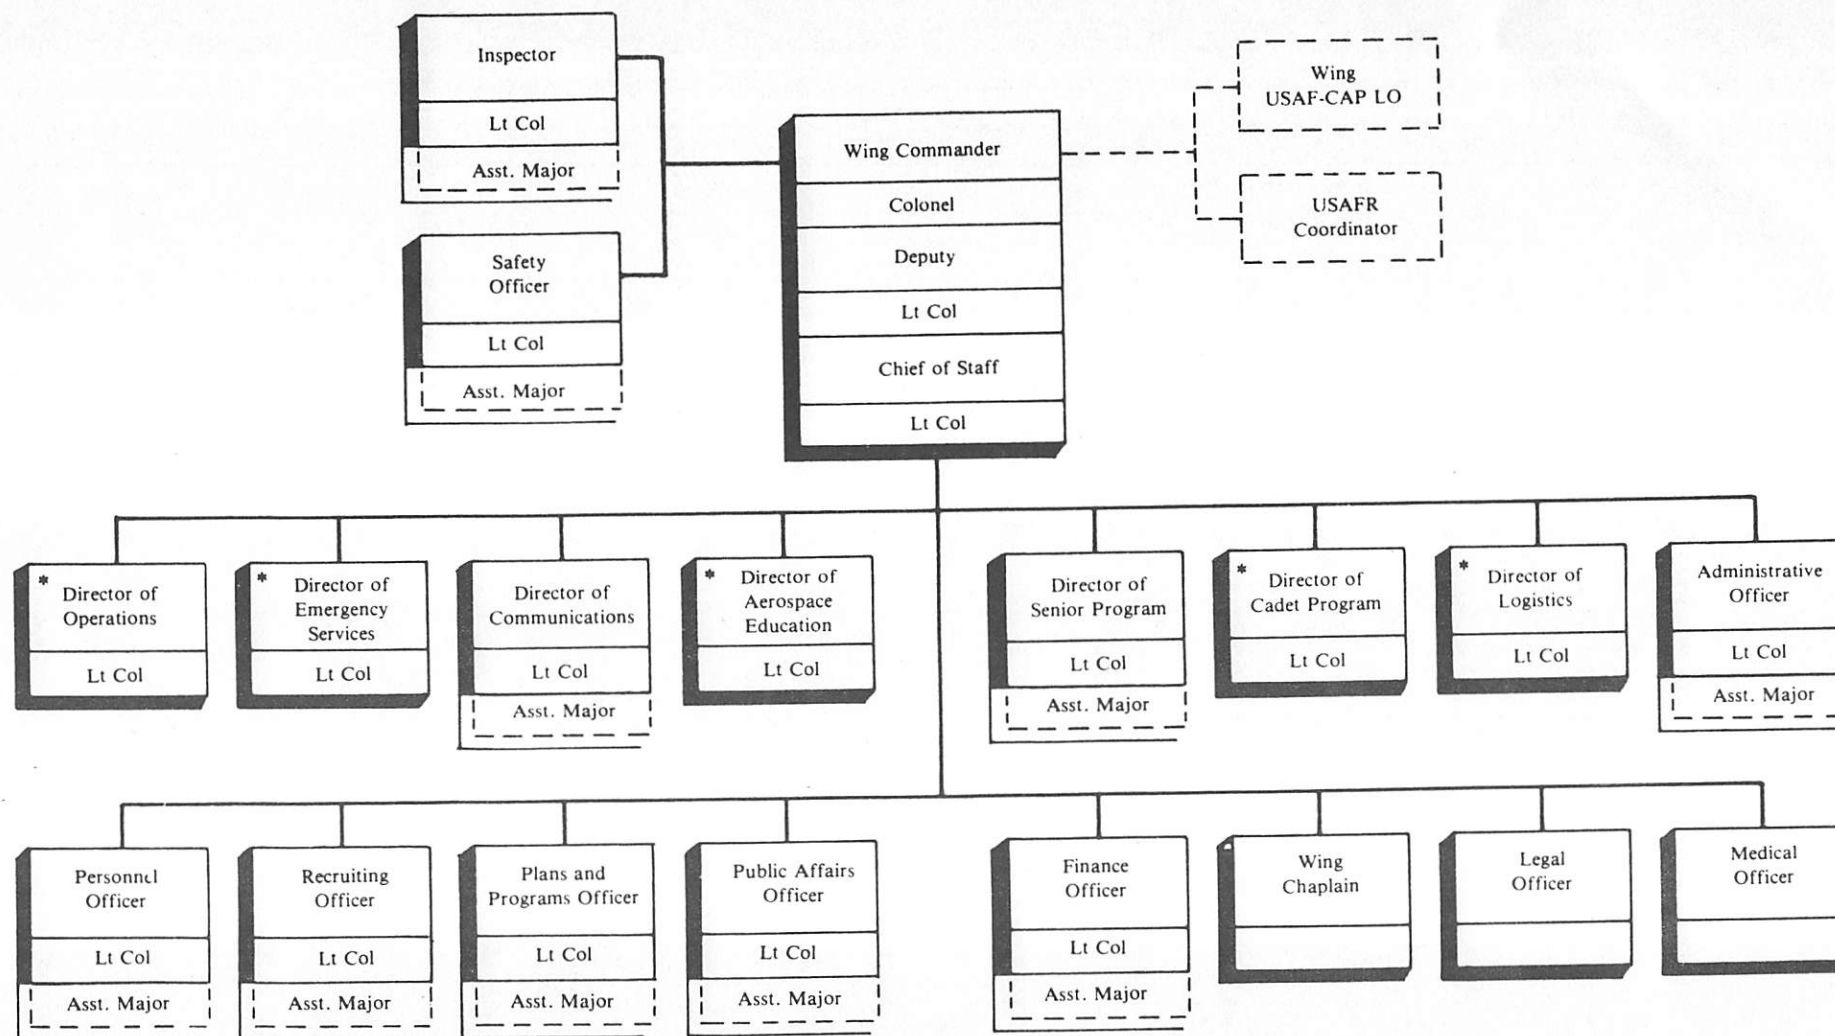 Inspector
Lt Col
Asst. Major
Safety
Officer
Lt Col
Asst. Major
Wing Commander
Colonel
Deputy
Lt Col
Chief of Staff
Lt Col
Wing
USAF-CAP LO
USAFR
Coordinator
* Director of
Operations
Lt Col
* Director of
Emergency
Services
Lt Col
Director of
Communications
Lt Col
Asst. Major
* Director of
Aerospace
Education
Lt Col
Director of
Senior Program
Lt Col
Asst. Major
* Director of
Cadet Program
Lt Col
* Director of
Logistics
Lt Col
Administrative
Officer
Lt Col
Asst. Major
Personnel
Officer
Lt Col
Asst. Major
Recruiting
Officer
Lt Col
Asst. Major
Plans and
Programs Officer
Lt Col
Asst. Major
Public Affairs
Officer
Lt Col
Asst. Major
Finance
Officer
Lt Col
Asst. Major
Wing
Chaplain
Legal
Officer
Medical
Officer